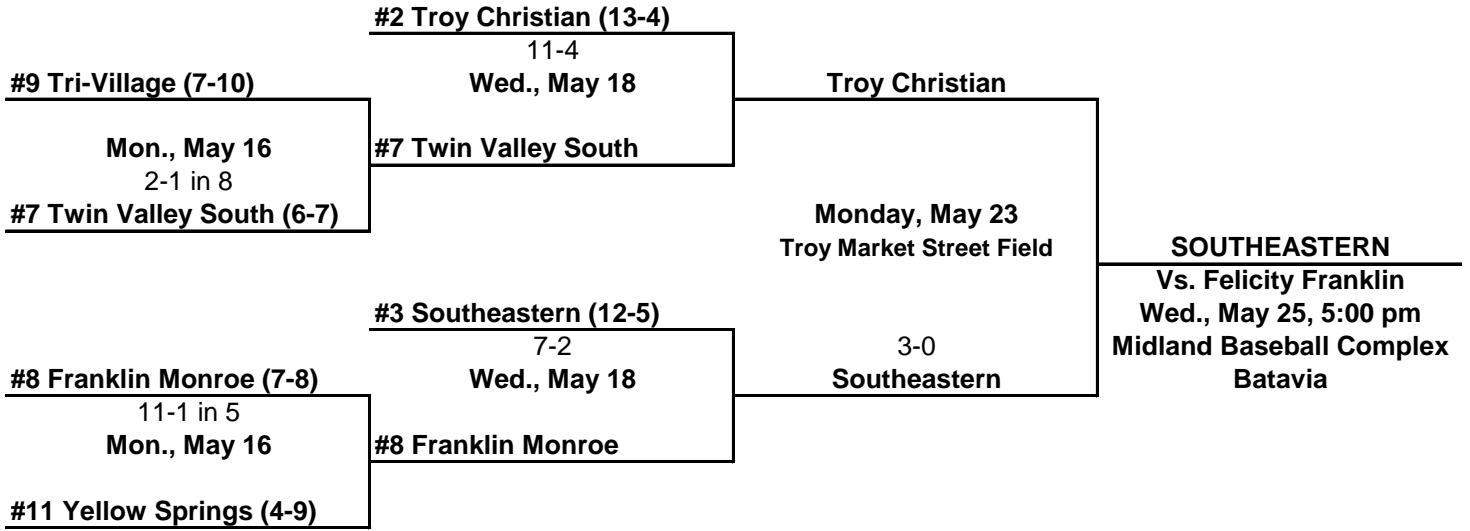 #2 Troy Christian (13-4)
11-4
#9 Tri-Village (7-10)
Wed., May 18
Troy Christian
Mon., May 16
#7 Twin Valley South
2-1 in 8
#7 Twin Valley South (6-7)
Monday, May 23
Troy Market Street Field
SOUTHEASTERN
Vs. Felicity Franklin
#3 Southeastern (12-5)
Wed., May 25, 5:00 pm
7-2
3-0
Midland Baseball Complex
#8 Franklin Monroe (7-8)
Wed., May 18
Southeastern
Batavia
11-1 in 5
Mon., May 16
#8 Franklin Monroe
#11 Yellow Springs (4-9)